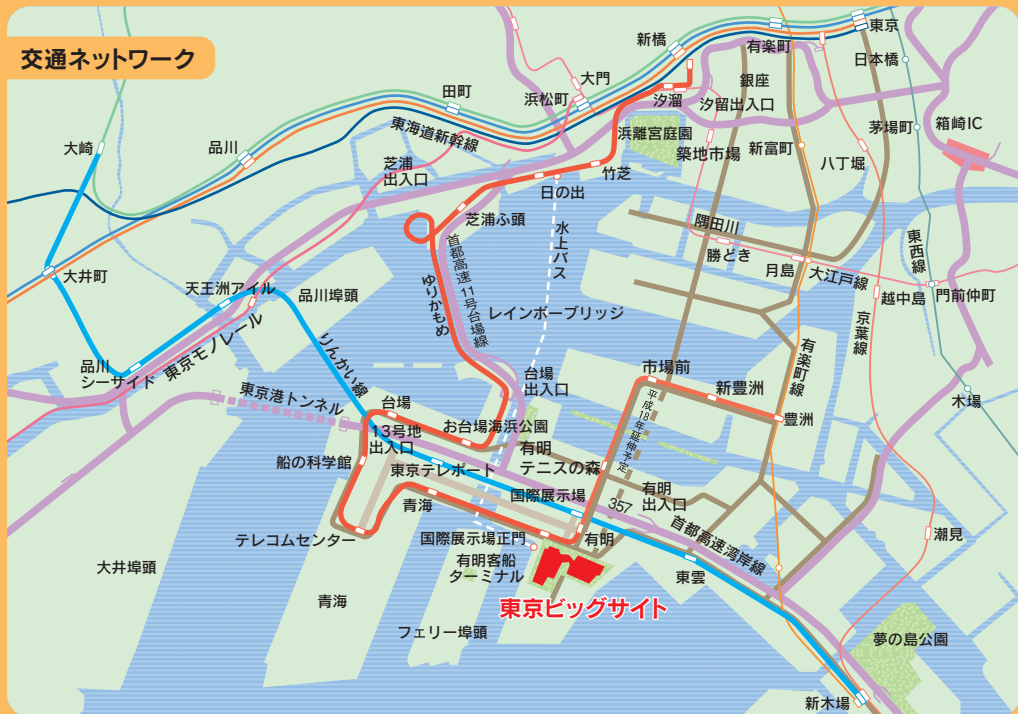 交通ネットワーク
東京
新橋
有楽町
日本橋
大門
銀座
田町
浜松町
汐溜
汐留出入口
茅場町
箱崎IC
東海道新幹線
浜離宮庭園
大崎
品川
築地市場
新富町
八丁堀
芝浦
出入口
竹芝
日の出
芝浦ふ頭
隅田川
水上バス
首都高速11号台場線
ゆりかもめ
勝どき
月島
大江戸線
東西線
大井町
天王洲アイル
品川埠頭
越中島
門前仲町
レインボーブリッジ
京葉線
東京モノレール
りんかい線
有楽町線
品川
シーサイド
市場前
台場
出入口
新豊洲
東京港トンネル
木場
台場
平成18年延伸予定
豊洲
13号地
出入口
お台場海浜公園
有明
テニスの森
船の科学館
東京テレポート
国際展示場
有明
出入口
青海
357
首都高速湾岸線
テレコムセンター
国際展示場正門
有明
潮見
有明客船
ターミナル
大井埠頭
東雲
青海
東京ビッグサイト
フェリー埠頭
夢の島公園
新木場